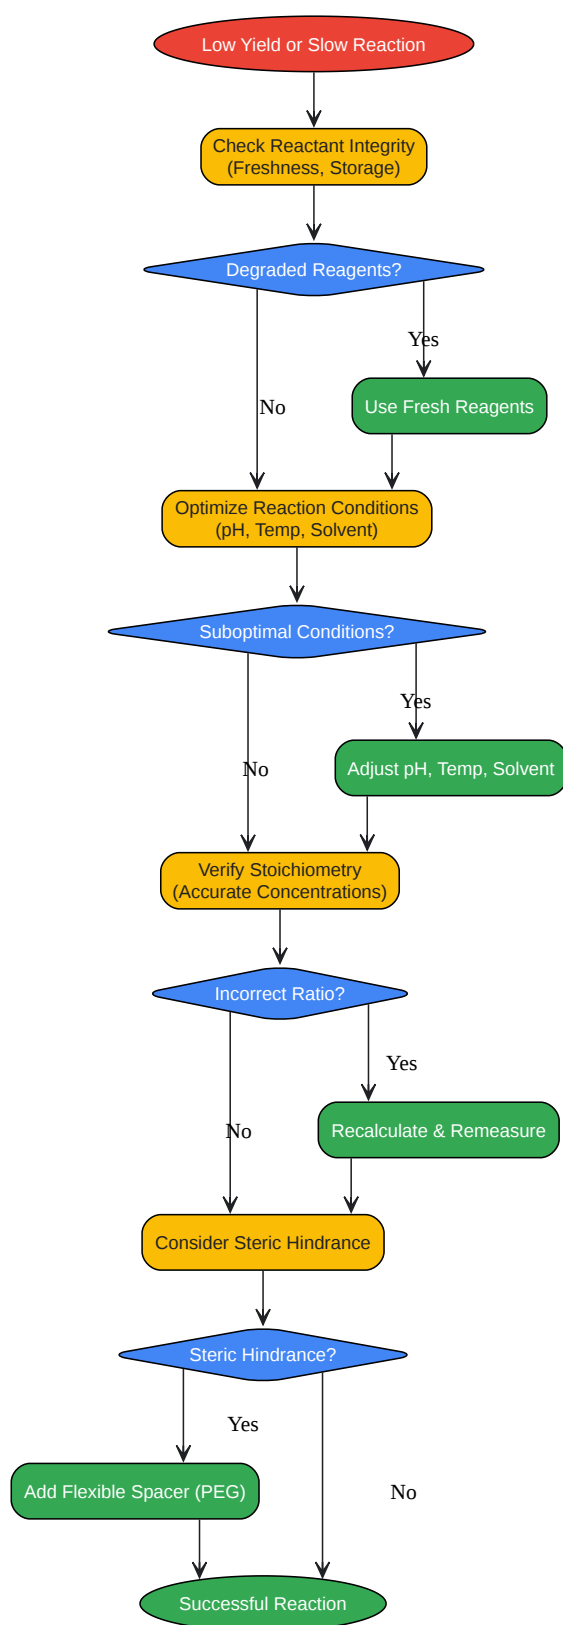 Low Yield or Slow Reaction
Check Reactant Integrity
(Freshness, Storage)
Degraded Reagents?
Yes
No
Use Fresh Reagents
Optimize Reaction Conditions
(pH, Temp, Solvent)
Suboptimal Conditions?
Yes
No
Adjust pH, Temp, Solvent
Verify Stoichiometry
(Accurate Concentrations)
Incorrect Ratio?
Yes
No
Recalculate & Remeasure
Consider Steric Hindrance
Steric Hindrance?
Yes
Add Flexible Spacer (PEG)
No
Successful Reaction